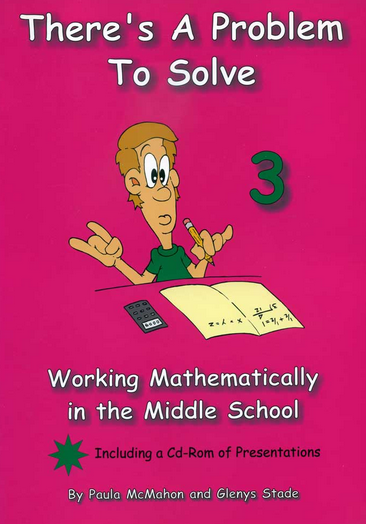 There's A Problem
To Solve
3
Working Mathematically
in the Middle School
Including a Cd-Rom of Presentations
By Paula McMahon and Glenys Stade